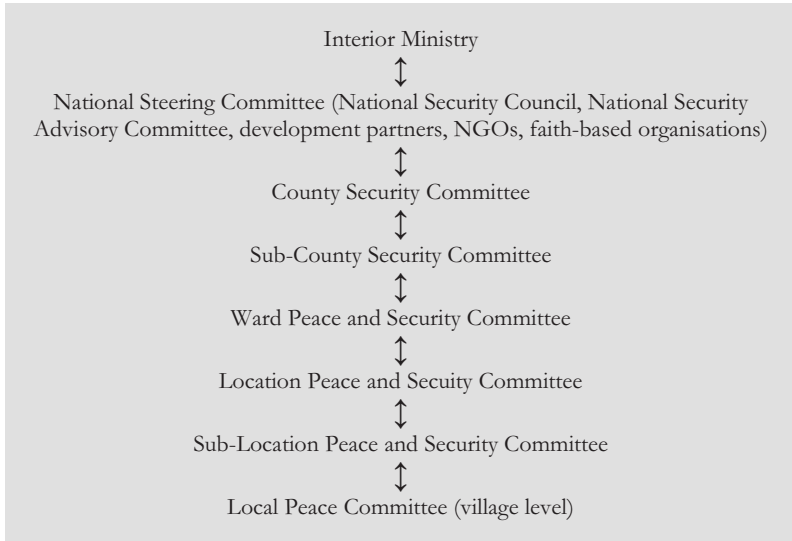 Interior Ministry
↕
National Steering Committee (National Security Council, National Security
Advisory Committee, development partners, NGOs, faith-based organisations)
↕
County Security Committee
↕
Sub-County Security Committee
↕
Ward Peace and Security Committee
↕
Location Peace and Secuity Committee
↕
Sub-Location Peace and Security Committee
↕
Local Peace Committee (village level)